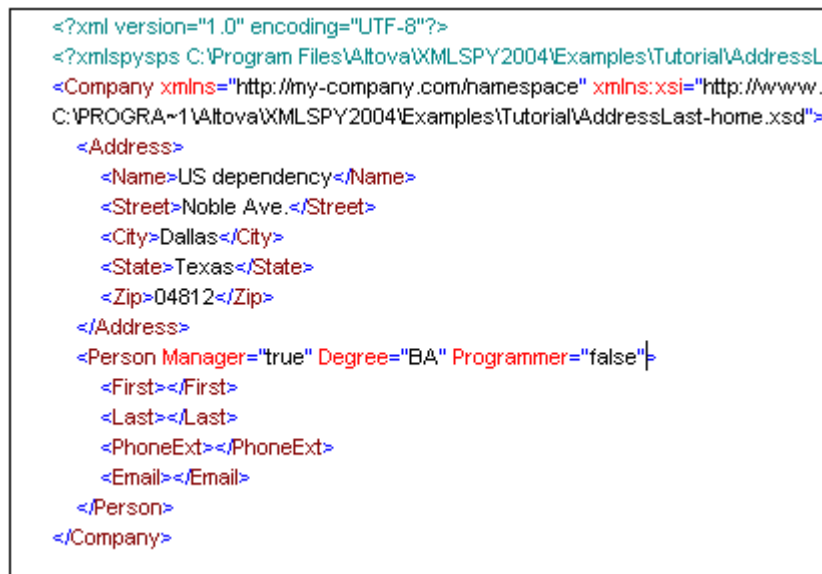 <?xml version="1.0" encoding="UTF-8"?>
<?xmlspysps C:\Program Files\Altova\XMLSPY2004\Examples\Tutorial\AddressL
<Company xmlns="http://my-company.com/namespace" xmlns:xsi="http://www.
C:\PROGRA~1\Altova\XMLSPY2004\Examples\Tutorial\AddressLast-home.xsd">
<Address>
<Name>US dependency</Name>
<Street>Noble Ave.</Street>
<City>Dallas</City>
<State>Texas</State>
<Zip>04812</Zip>
</Address>
<Person Manager="true" Degree="BA" Programmer="false">
<First></First>
<Last></Last>
<PhoneExt></PhoneExt>
<Email></Email>
</Person>
</Company>